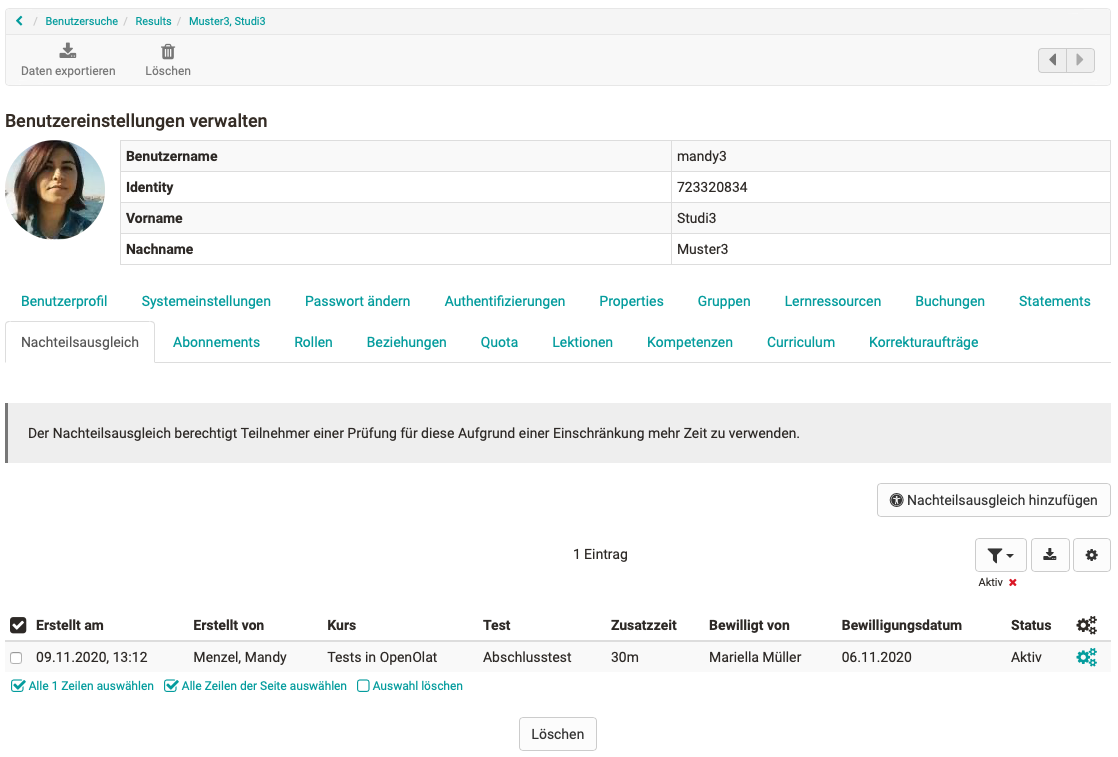 / Benutzersuche / Results / Muster3, Studi3
Daten exportieren Löschen
Benutzereinstellungen verwalten
Benutzername mandy3
Identity 723320834
Vorname Studi3
Nachname Muster3
Benutzerprofil Systemeinstellungen Passwort ändern Authentifizierungen Properties Gruppen Lernressourcen Buchungen Statements
Nachteilsausgleich Abonnements Rollen Beziehungen Quota Lektionen Kompetenzen Curriculum Korrekturaufträge
Der Nachteilsausgleich berechtigt Teilnehmer einer Prüfung für diese Aufgrund einer Einschränkung mehr Zeit zu verwenden.
Nachteilsausgleich hinzufügen
1 Eintrag
Aktiv
Erstellt am Erstellt von Kurs Test Zusatzzeit Bewilligt von Bewilligungsdatum Status
09.11.2020, 13:12 Menzel, Mandy Tests in OpenOlat Abschlusstest 30m Mariella Müller 06.11.2020 Aktiv
Alle 1 Zeilen auswählen Alle Zeilen der Seite auswählen Auswahl löschen
Löschen